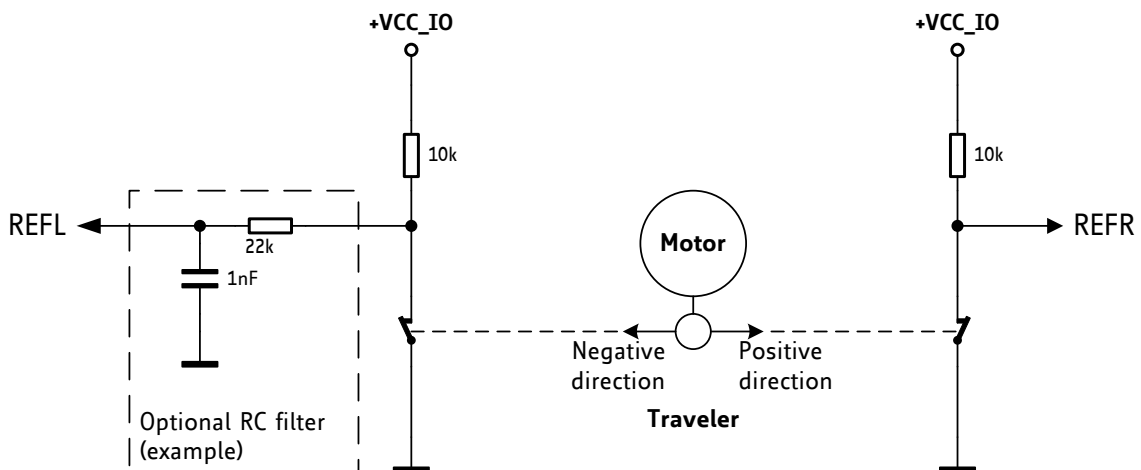 +VCC_IO
+VCC_IO
10k
10k
REFL
22k
1nF
Motor
REFR
Negative
direction
Positive
direction
Traveler
Optional RC filter
(example)